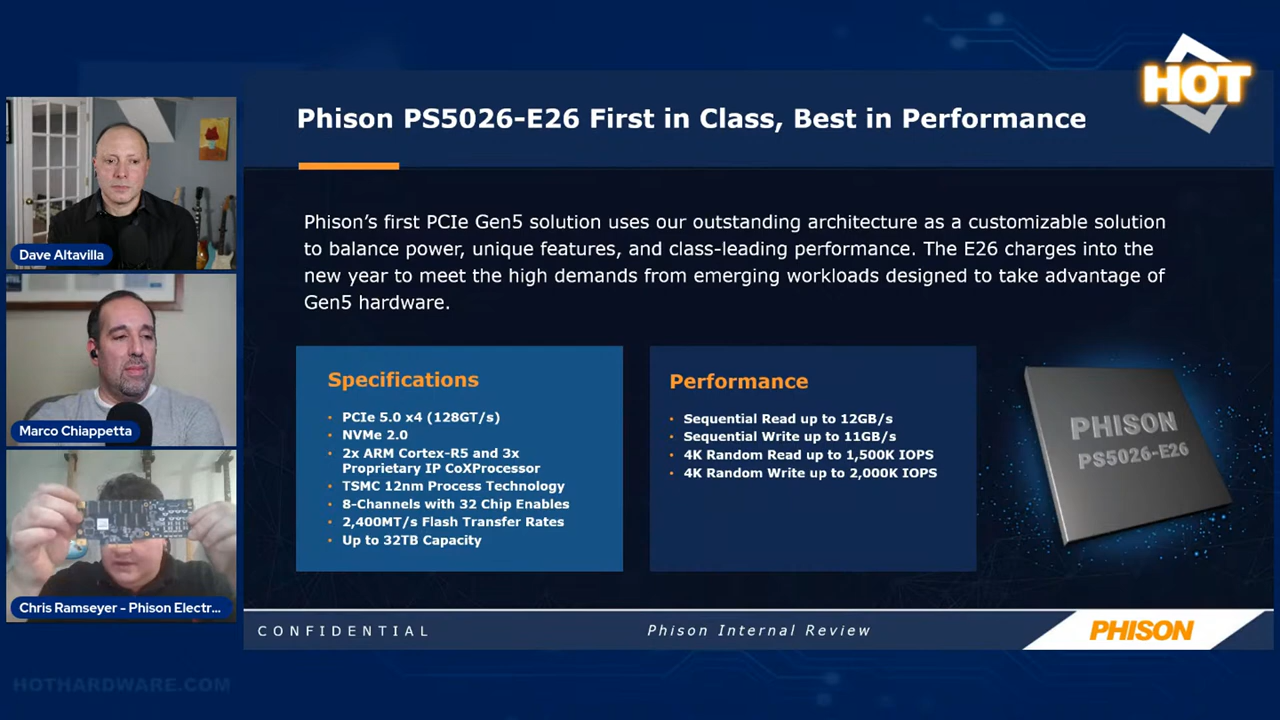 HOT
Phison PS5026-E26 First in Class, Best in Performance
Phison's first PCIe Gen5 solution uses our outstanding architecture as a customizable solution
to balance power, unique features, and class-leading performance. The E26 charges into the
new year to meet the high demands from emerging workloads designed to take advantage of
Gen5 hardware.
Specifications
• PCIe 5.0 x4 (128GT/s)
• NVMe 2.0
• 2x ARM Cortex-R5 and 3x
Proprietary IP CoXProcessor
• TSMC 12nm Process Technology
• 8-Channels with 32 Chip Enables
• 2,400MT/s Flash Transfer Rates
• Up to 32TB Capacity
Performance
• Sequential Read up to 12GB/s
• Sequential Write up to 11GB/s
• 4K Random Read up to 1,500K IOPS
• 4K Random Write up to 2,000K IOPS
PHISON
PS5026-E26
CONFIDENTIAL
Phison Internal Review
PHISON
Dave Altavilla
Marco Chiappetta
Chris Ramseyer - Phison Electr...
HOTHARDWARE.COM